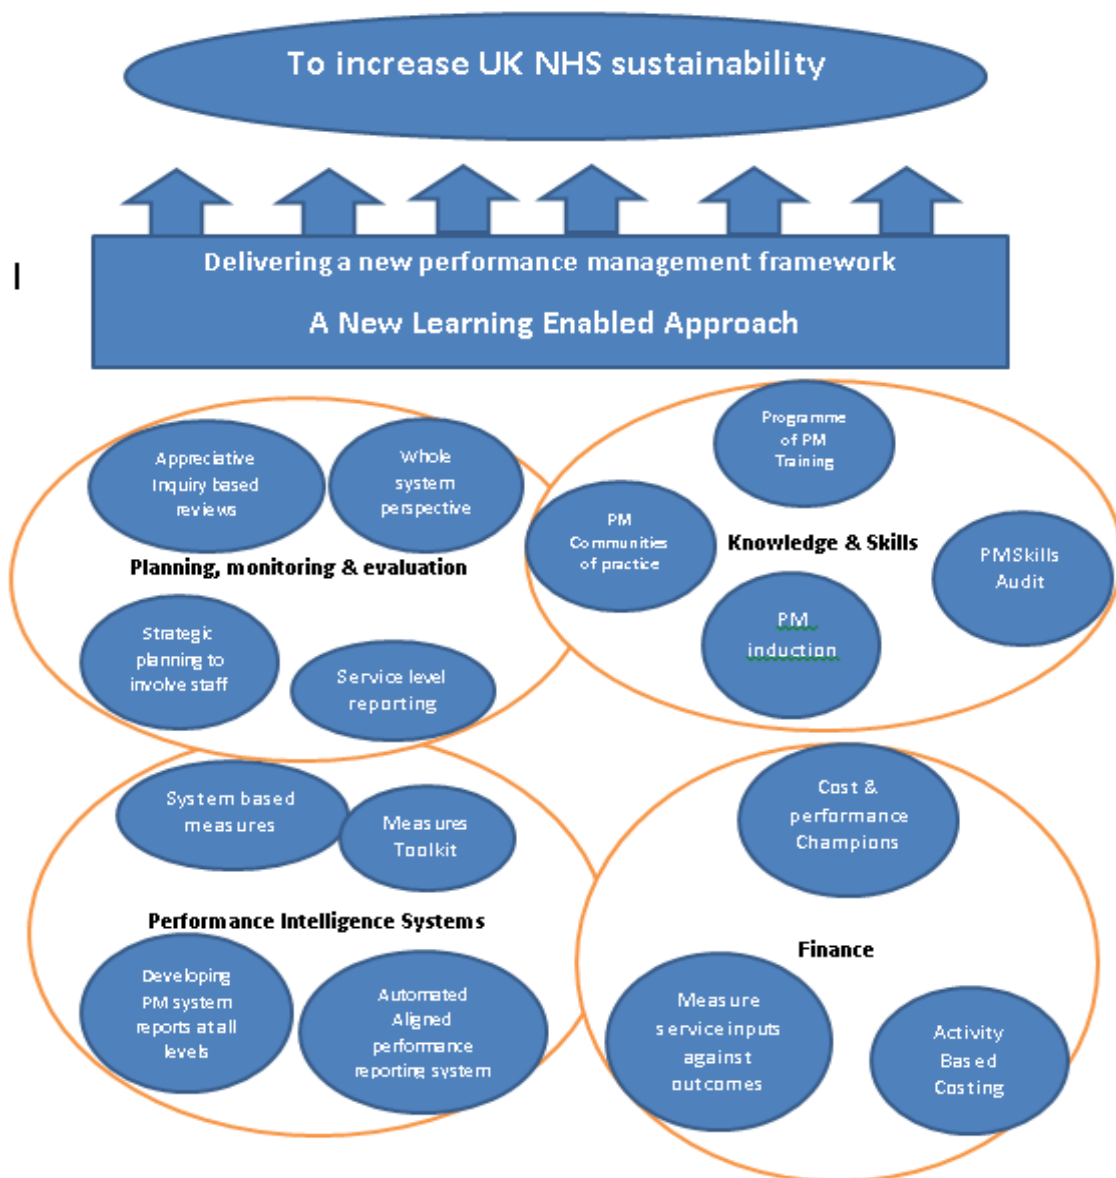 To increase UK NHS sustainability
I
Delivering a new performance management framework
A New Learning Enabled Approach
Appreciative
Inquiry based
reviews
Whole
system
perspective
Planning, monitoring & evaluation
Strategic
planning to
involve staff
Service level
reporting
Programme
of PM
Training
PM
Communities
of practice
Knowledge & Skills
PM Skills
Audit
PM
induction
System based
measures
Measures
Toolkit
Performance Intelligence Systems
Developing
PM system
reports at all
levels
Automated
Aligned
performance
reporting system
Cost &
performance
Champions
Finance
Measure
service inputs
against
outcomes
Activity
Based
Costing